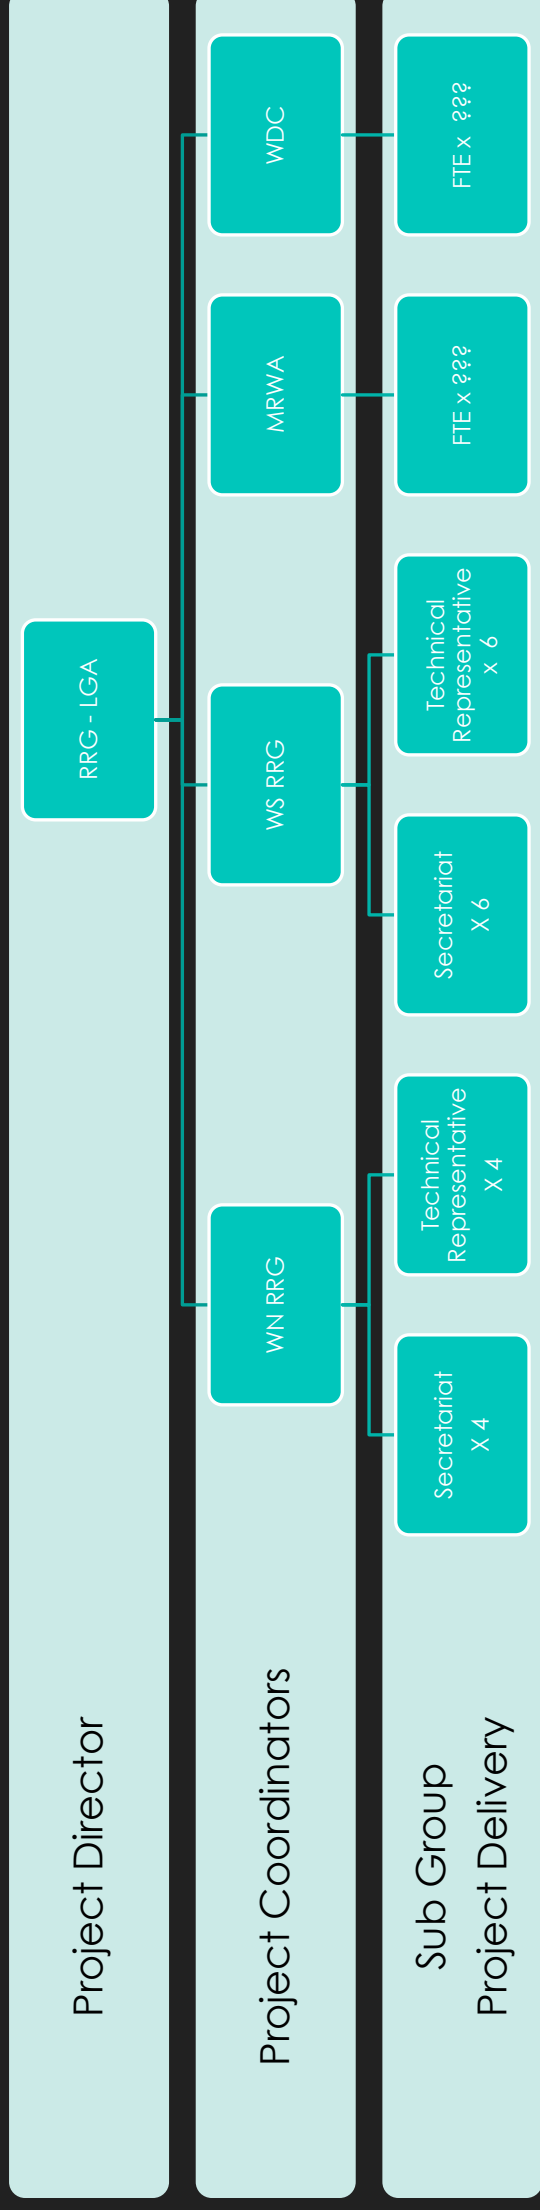 Project Director
RRG - LGA
Project Coordinators
WN RRG
WS RRG
MRWA
WDC
Sub Group
Project Delivery
Secretariat
X 4
Technical
Representative
X 4
Secretariat
X 6
Technical
Representative
x 6
FTE x ???
FTE x ???